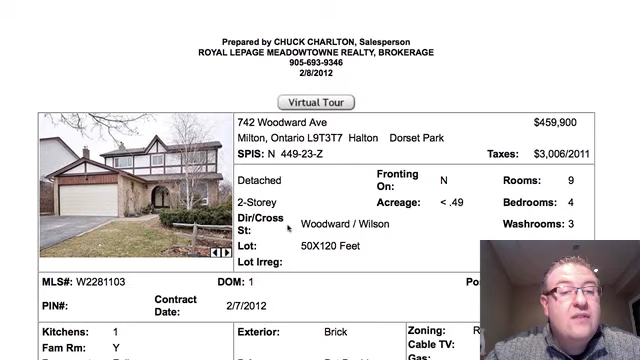 Prepared by CHUCK CHARLTON, Salesperson
ROYAL LEPAGE MEADOWTOWNE REALTY, BROKERAGE
905-693-9346
2/8/2012
Virtual Tour
742 Woodward Ave $459,900
Milton, Ontario L9T3T7 Halton Dorset Park
SPIS: N 449-23-Z Taxes: $3,006/2011
Detached Fronting On: N Rooms: 9
2-Storey Acreage: < .49 Bedrooms: 4
Dir/Cross St: Woodward / Wilson Washrooms: 3
Lot: 50X120 Feet
Lot Irreg:
MLS#: W2281103 DOM: 1
PIN#: Contract Date: 2/7/2012
Kitchens: 1 Exterior: Brick Zoning:
Fam Rm: Y Cable TV:
Gas: